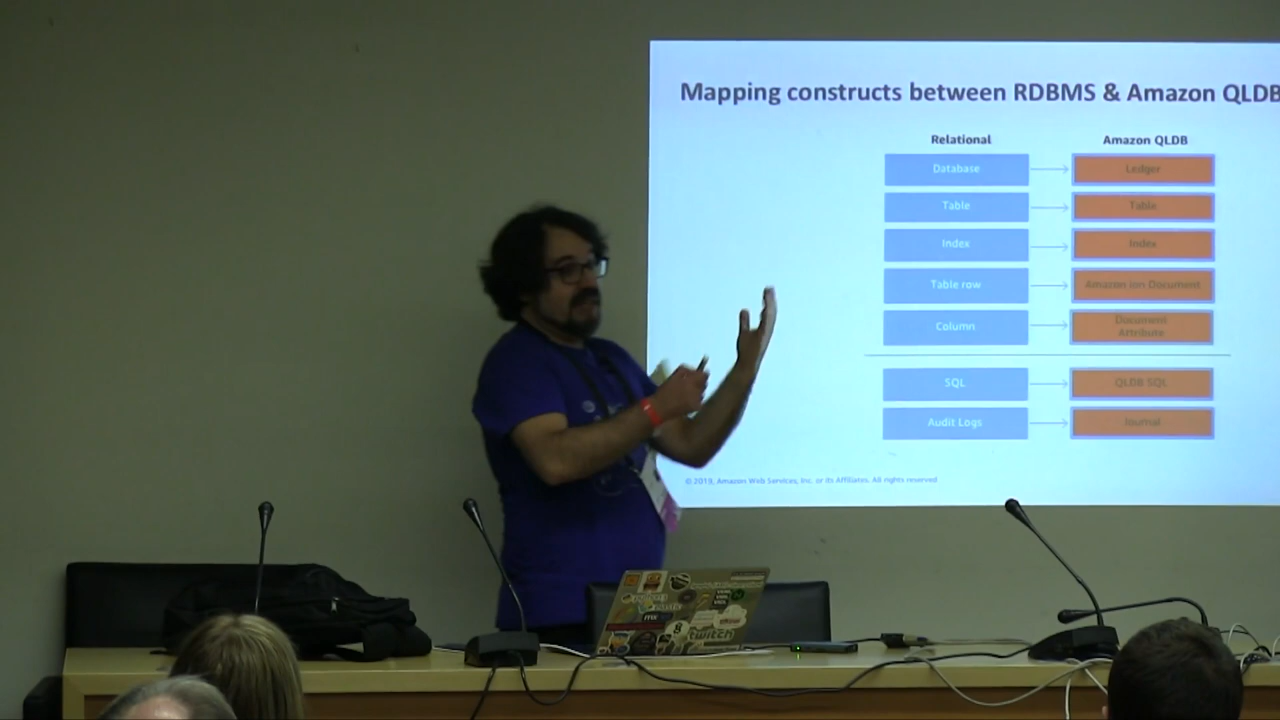 Mapping constructs between RDBMS & Amazon QLDB
Relational
Amazon QLDB
Database
Ledger
Table
Table
Index
Index
Table row
Amazon Ion Document
Column
Document
Attribute
SQL
QLDB SQL
Audit Logs
Journal
© 2019, Amazon Web Services, Inc. or its Affiliates. All rights reserved
twitch